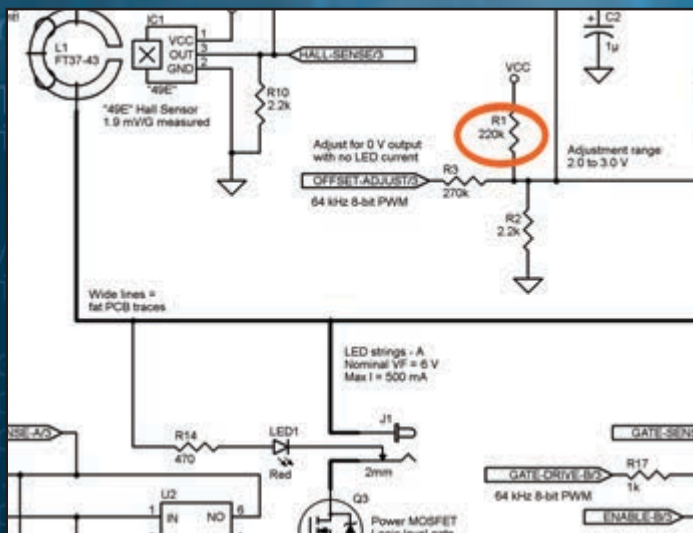 IC1
VCC 1
OUT 3
GND 2
"49E"
L1
FT37-43
"49E" Hall Sensor
1.9 mV/G measured
HALL-SENSE/3
R10
2.2k
C2
1µ
VCC
R1
220k
Adjust for 0 V output
with no LED current
OFFSET-ADJUST/3
64 kHz 8-bit PWM
R3
270k
Adjustment range
2.0 to 3.0 V
R2
2.2k
Wide lines =
fat PCB traces
LED strings - A
Nominal VF = 6 V
Max I = 500 mA
J1
2mm
NSE-A/3
R14
470
LED1
Red
GATE-SEN
GATE-DRIVE-B/3
64 kHz 8-bit PWM
R17
1k
ENABLE-B/3
U2
1 IN NO 6
Q3
Power MOSFET